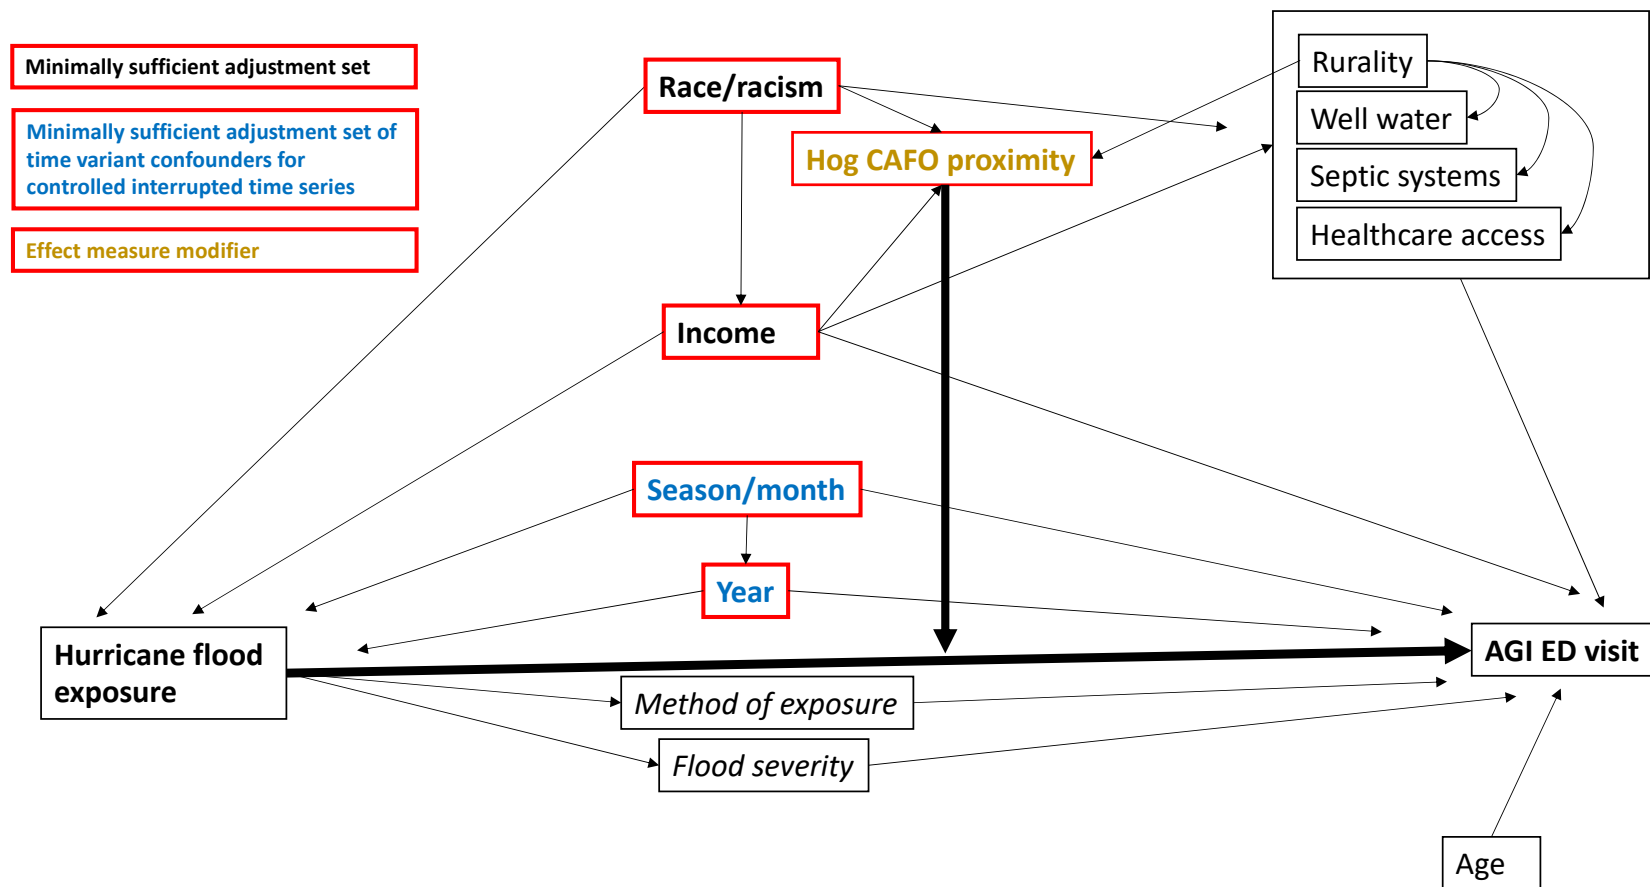 Minimally sufficient adjustment set
Minimally sufficient adjustment set of
time variant confounders for
controlled interrupted time series
Effect measure modifier
Race/racism
Hog CAFO proximity
Rurality
Well water
Septic systems
Healthcare access
Income
Season/month
Year
Hurricane flood
exposure
AGI ED visit
Method of exposure
Flood severity
Age